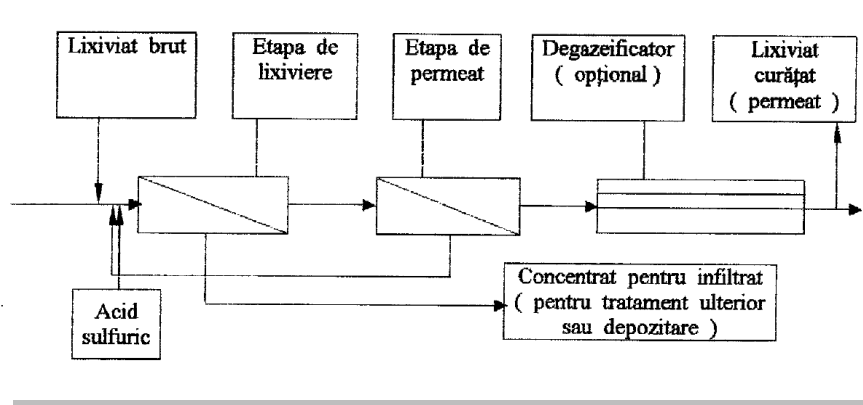 Lixiviat brut
Etapa de
lixiviere
Etapa de
permeat
Degazeificator
( opțional )
Lixiviat
curățat
( permeat )
Acid
sulfuric
Concentrat pentru infiltrat
( pentru tratament ulterior
sau depozitare )